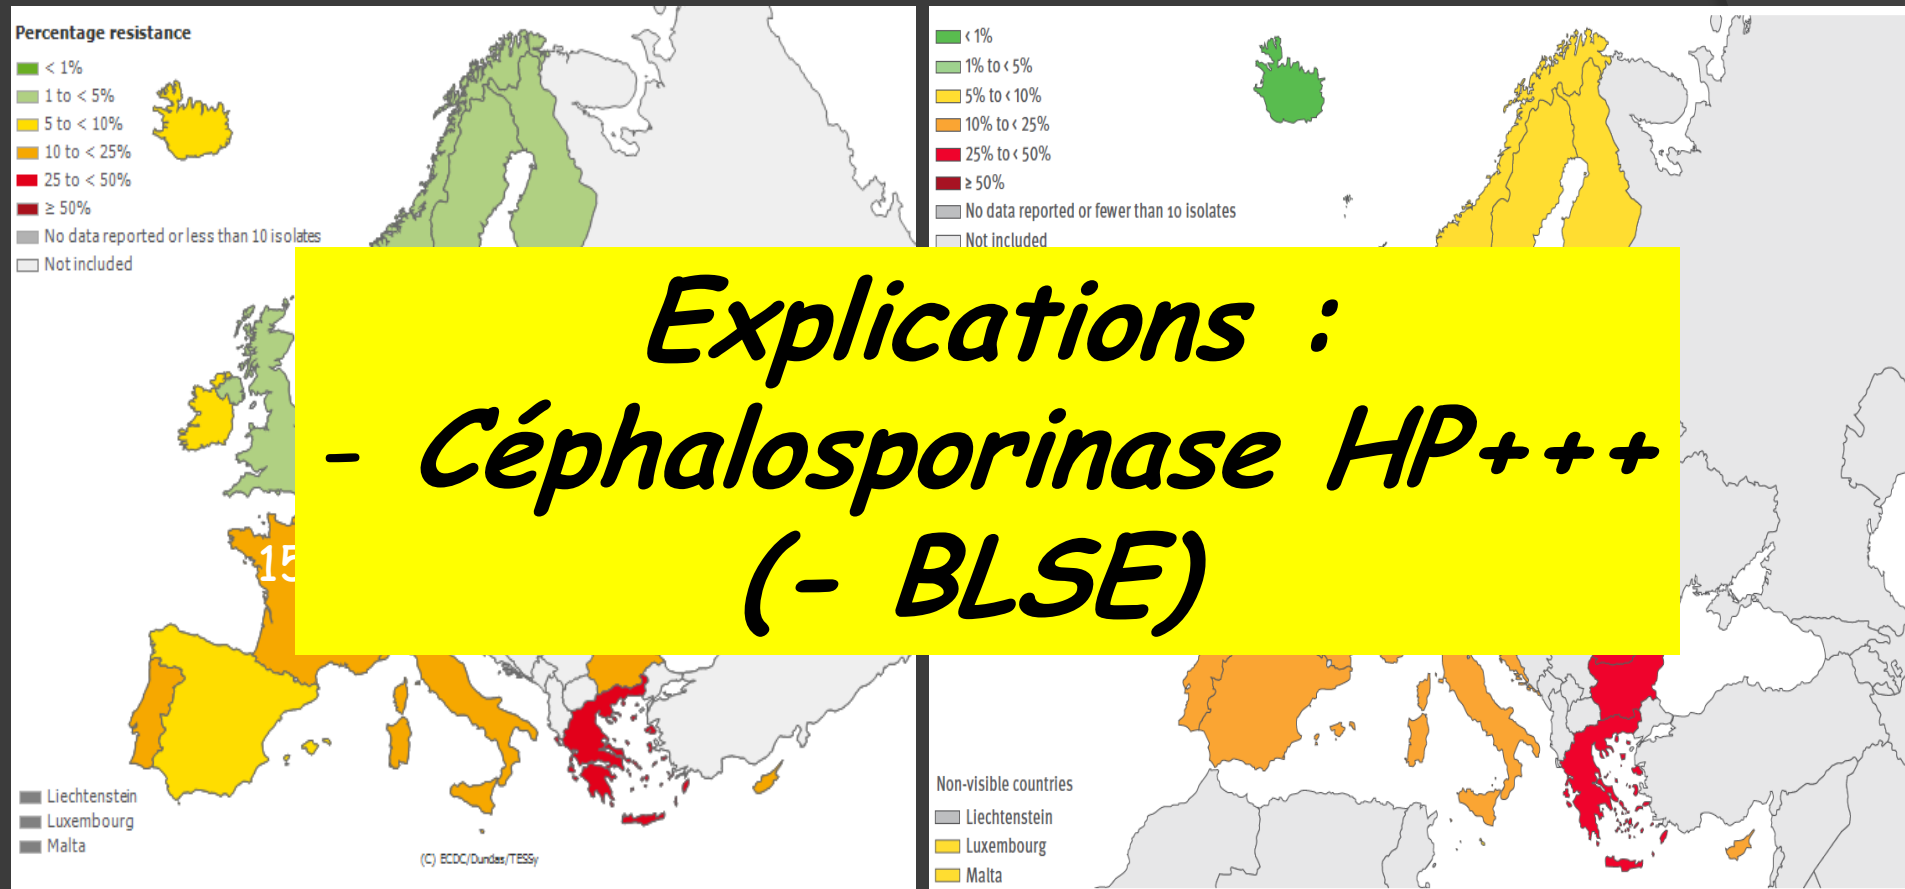 Percentage resistance
< 1%
1 to < 5%
5 to < 10%
10 to < 25%
25 to < 50%
≥ 50%
No data reported or less than 10 isolates
Not included
15
Liechtenstein
Luxembourg
Malta
(C) ECDC/Dundas/TESSy
< 1%
1% to < 5%
5% to < 10%
10% to < 25%
25% to < 50%
≥ 50%
No data reported or fewer than 10 isolates
Not included
Explications :
- Céphalosporinase HP+++
(- BLSE)
Non-visible countries
Liechtenstein
Luxembourg
Malta